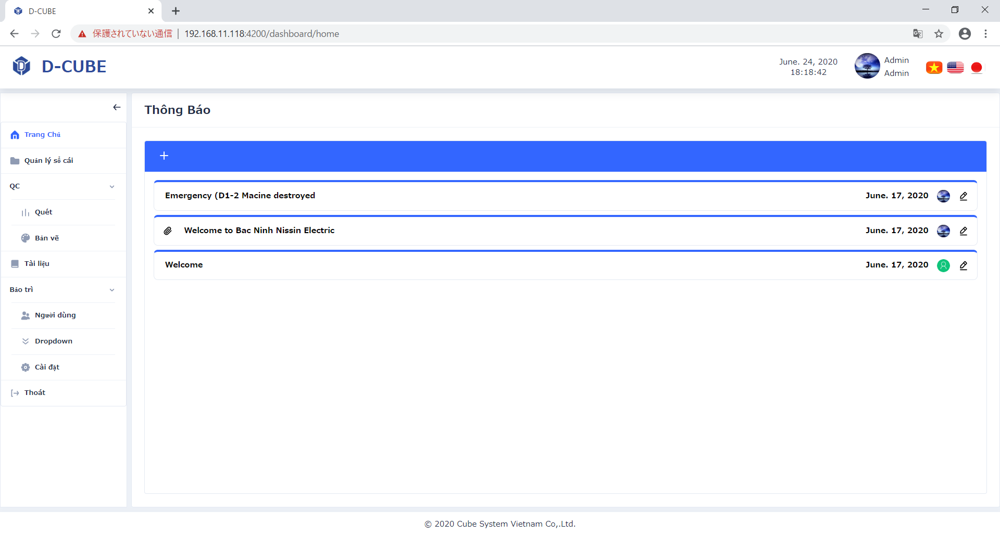 D-CUBE
保護されていない通信 | 192.168.11.118:4200/dashboard/home
D-CUBE
June. 24, 2020
18:18:42
Admin
Admin
Thông Báo
Trang Chủ
Quản lý sổ cái
QC
Quét
Bản vẽ
Tài liệu
Bảo trì
Người dùng
Dropdown
Cài đặt
Thoát
Emergency (D1-2 Macine destroyed June. 17, 2020
Welcome to Bac Ninh Nissin Electric June. 17, 2020
Welcome June. 17, 2020
© 2020 Cube System Vietnam Co,.Ltd.